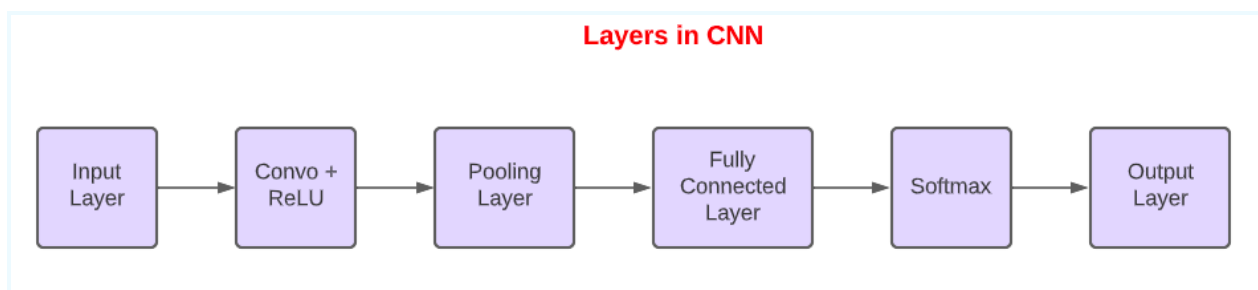 Layers in CNN
Input
Layer
Convo +
ReLU
Pooling
Layer
Fully
Connected
Layer
Softmax
Output
Layer